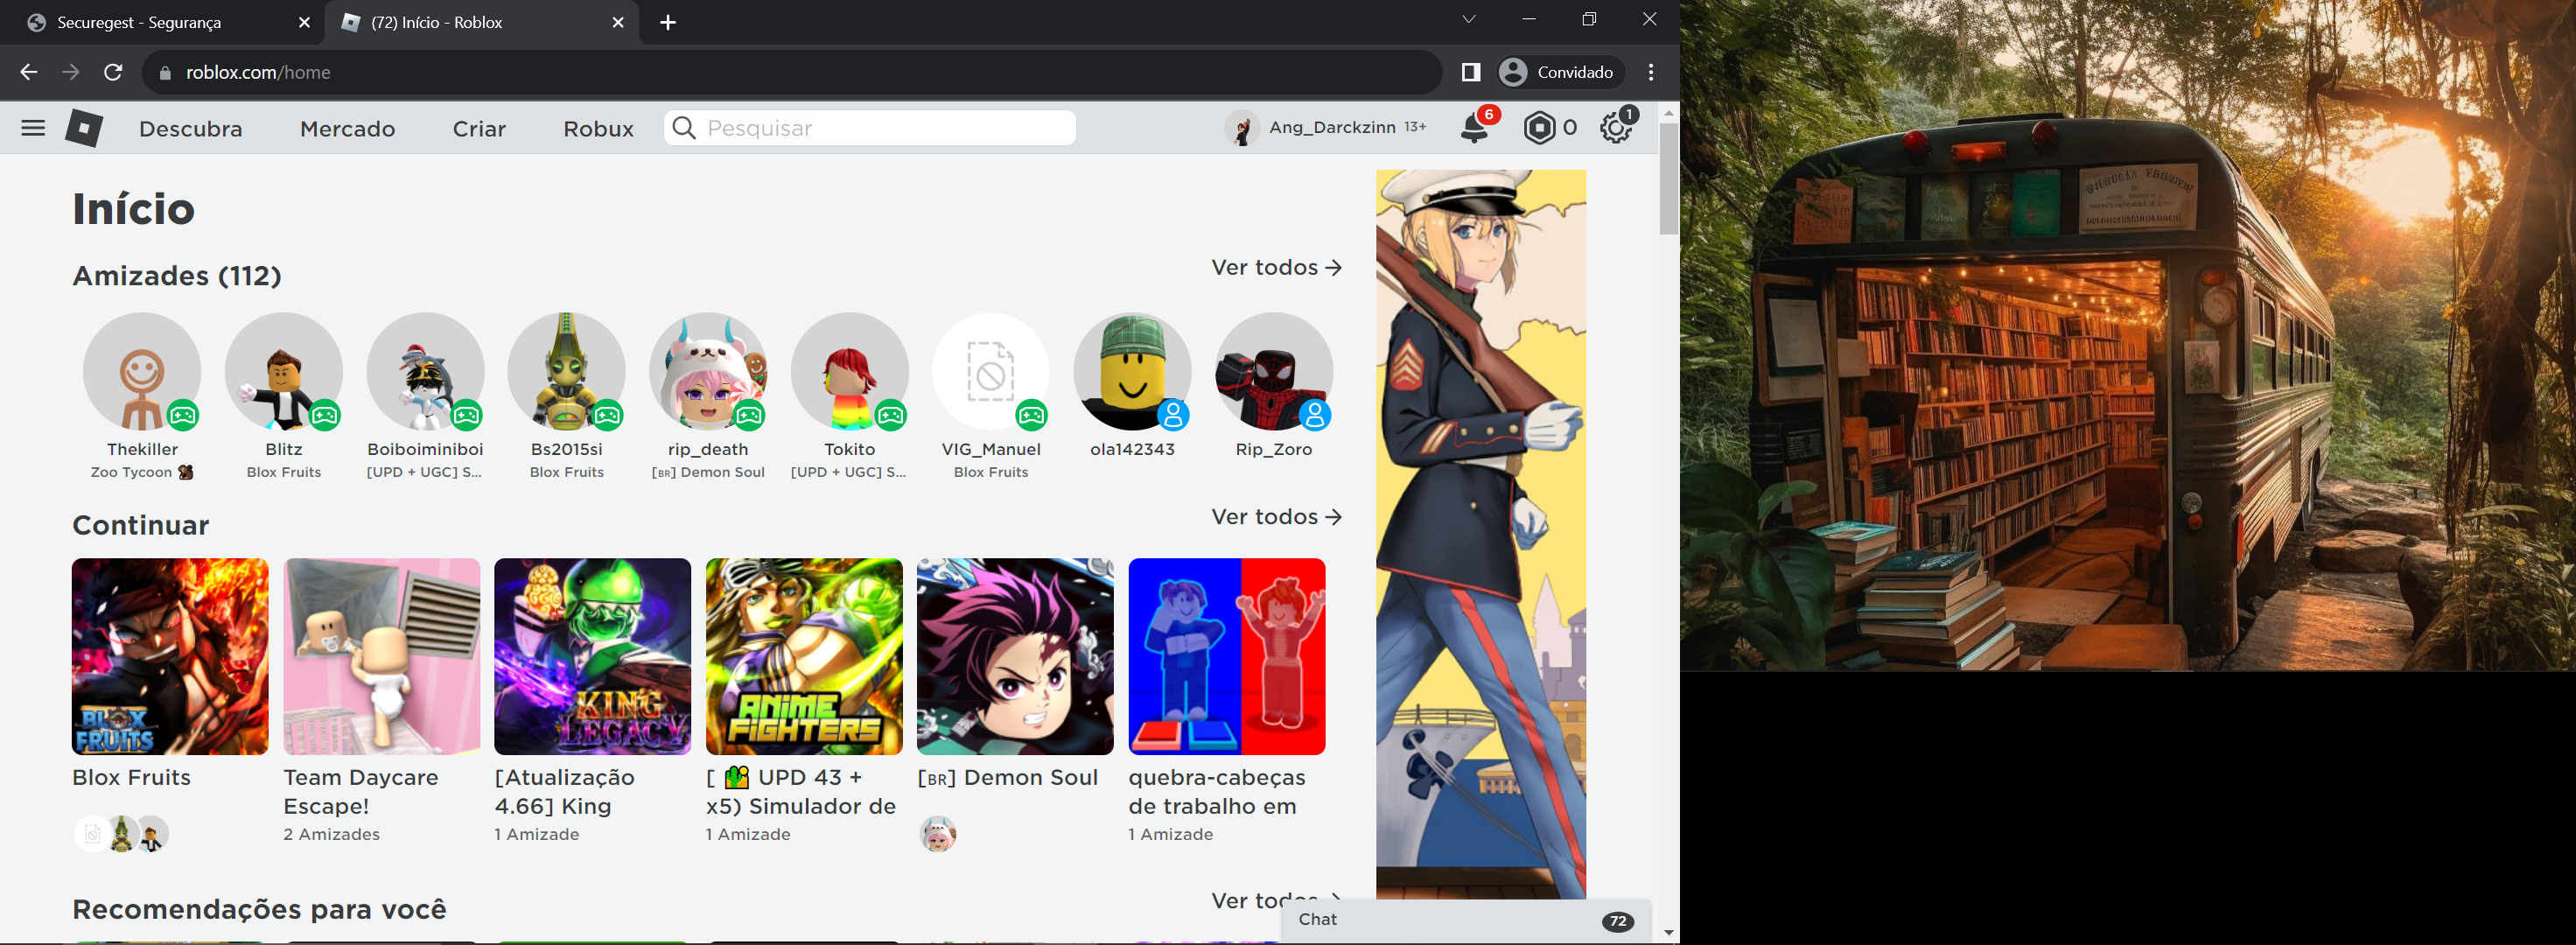 Securegest - Segurança
(72) Início - Roblox
roblox.com/home
Convidado
Descubra
Mercado
Criar
Robux
Pesquisar
Ang_Darckzinn 13+
6
0
1
Início
Amizades (112)
Ver todos →
Thekiller
Blitz
Boiboiminiboi
Bs2015si
rip_death
Tokito
VIG_Manuel
ola142343
Rip_Zoro
Zoo Tycoon
Blox Fruits
[UPD + UGC] S...
Blox Fruits
[BR] Demon Soul
[UPD + UGC] S...
Blox Fruits
Continuar
Ver todos →
BLOX
FRUITS
KING
LEGACY
ANIME
FIGHTERS
Blox Fruits
Team Daycare
Escape!
2 Amizades
[Atualização
4.66] King
1 Amizade
[ 🌵 UPD 43 +
x5) Simulador de
1 Amizade
[BR] Demon Soul
quebra-cabeças
de trabalho em
1 Amizade
Recomendações para você
Ver todos
Chat
72